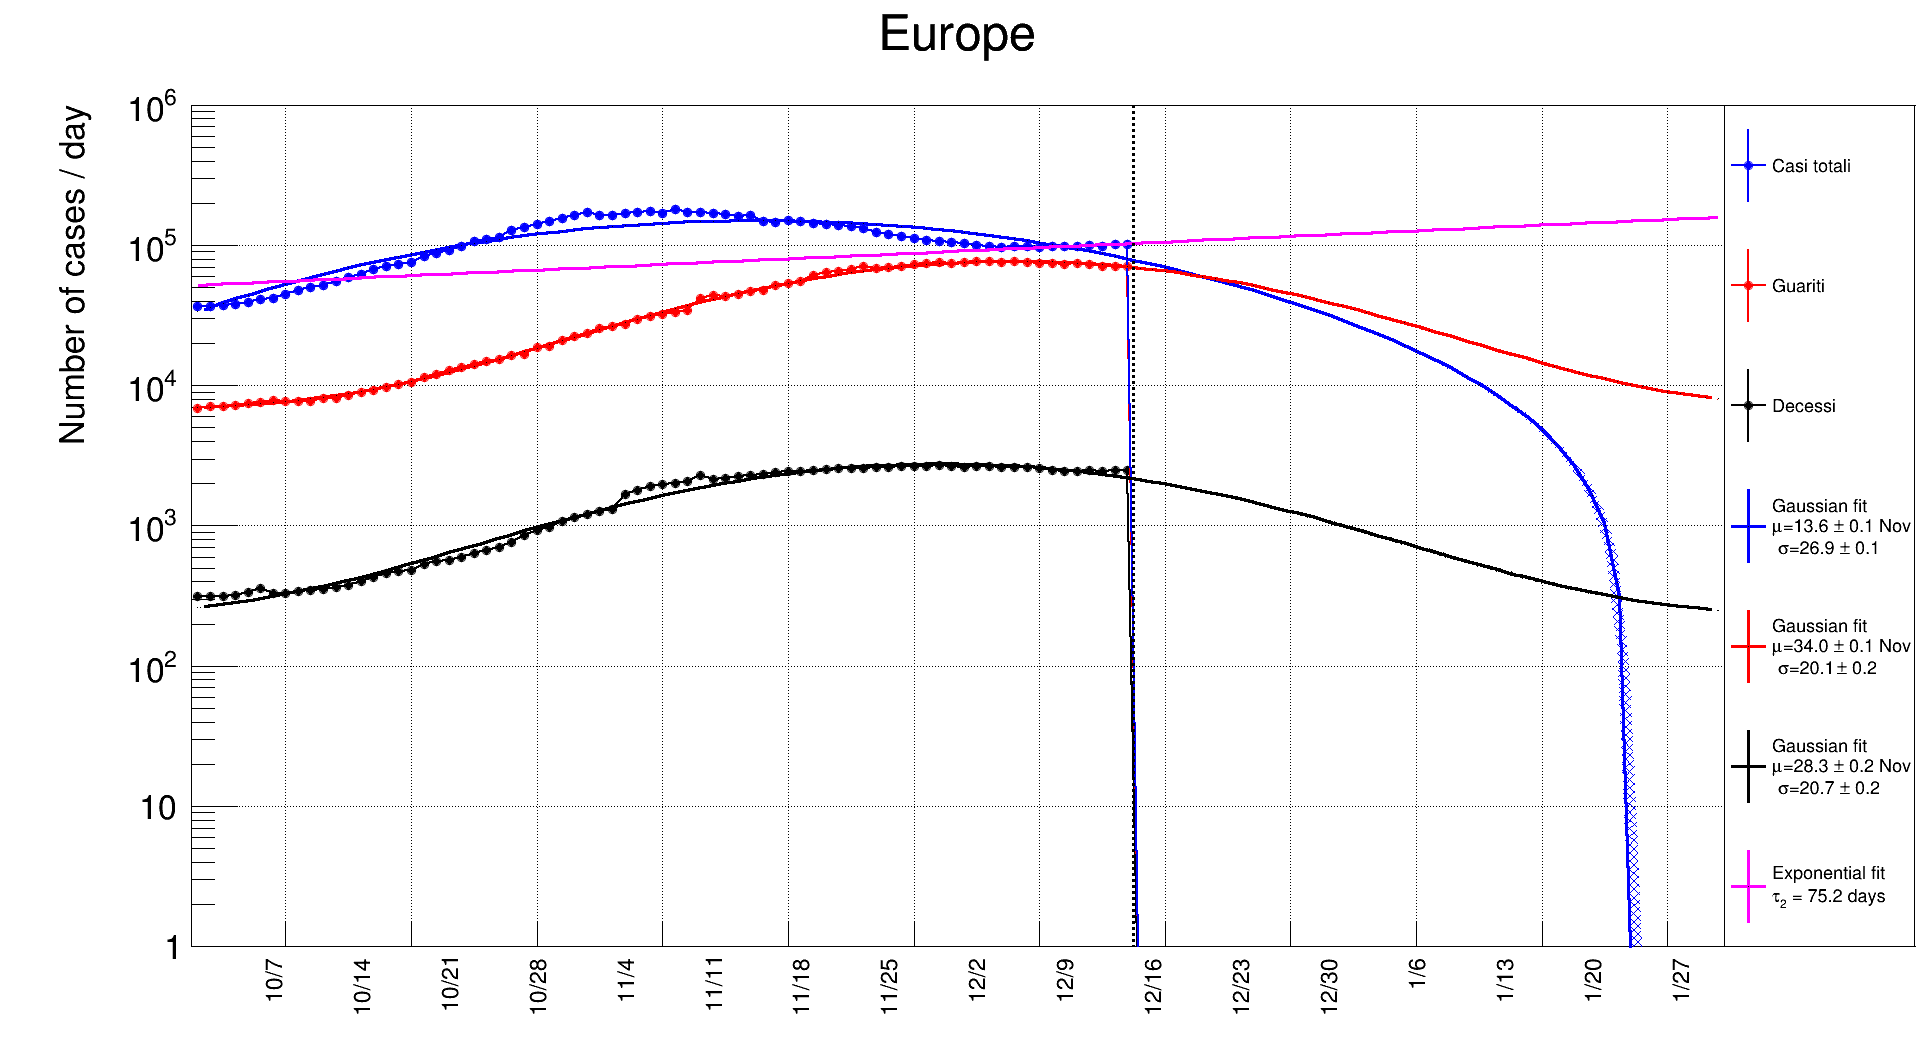 Europe
Number of cases / day
10^6
10^5
10^4
10^3
10^2
10
1
10/7
10/14
10/21
10/28
11/4
11/11
11/18
11/25
12/2
12/9
12/16
12/23
12/30
1/6
1/13
1/20
1/27
Casi totali
Guariti
Decessi
Gaussian fit
μ=13.6 ± 0.1 Nov
σ=26.9 ± 0.1
Gaussian fit
μ=34.0 ± 0.1 Nov
σ=20.1 ± 0.2
Gaussian fit
μ=28.3 ± 0.2 Nov
σ=20.7 ± 0.2
Exponential fit
τ₂ = 75.2 days